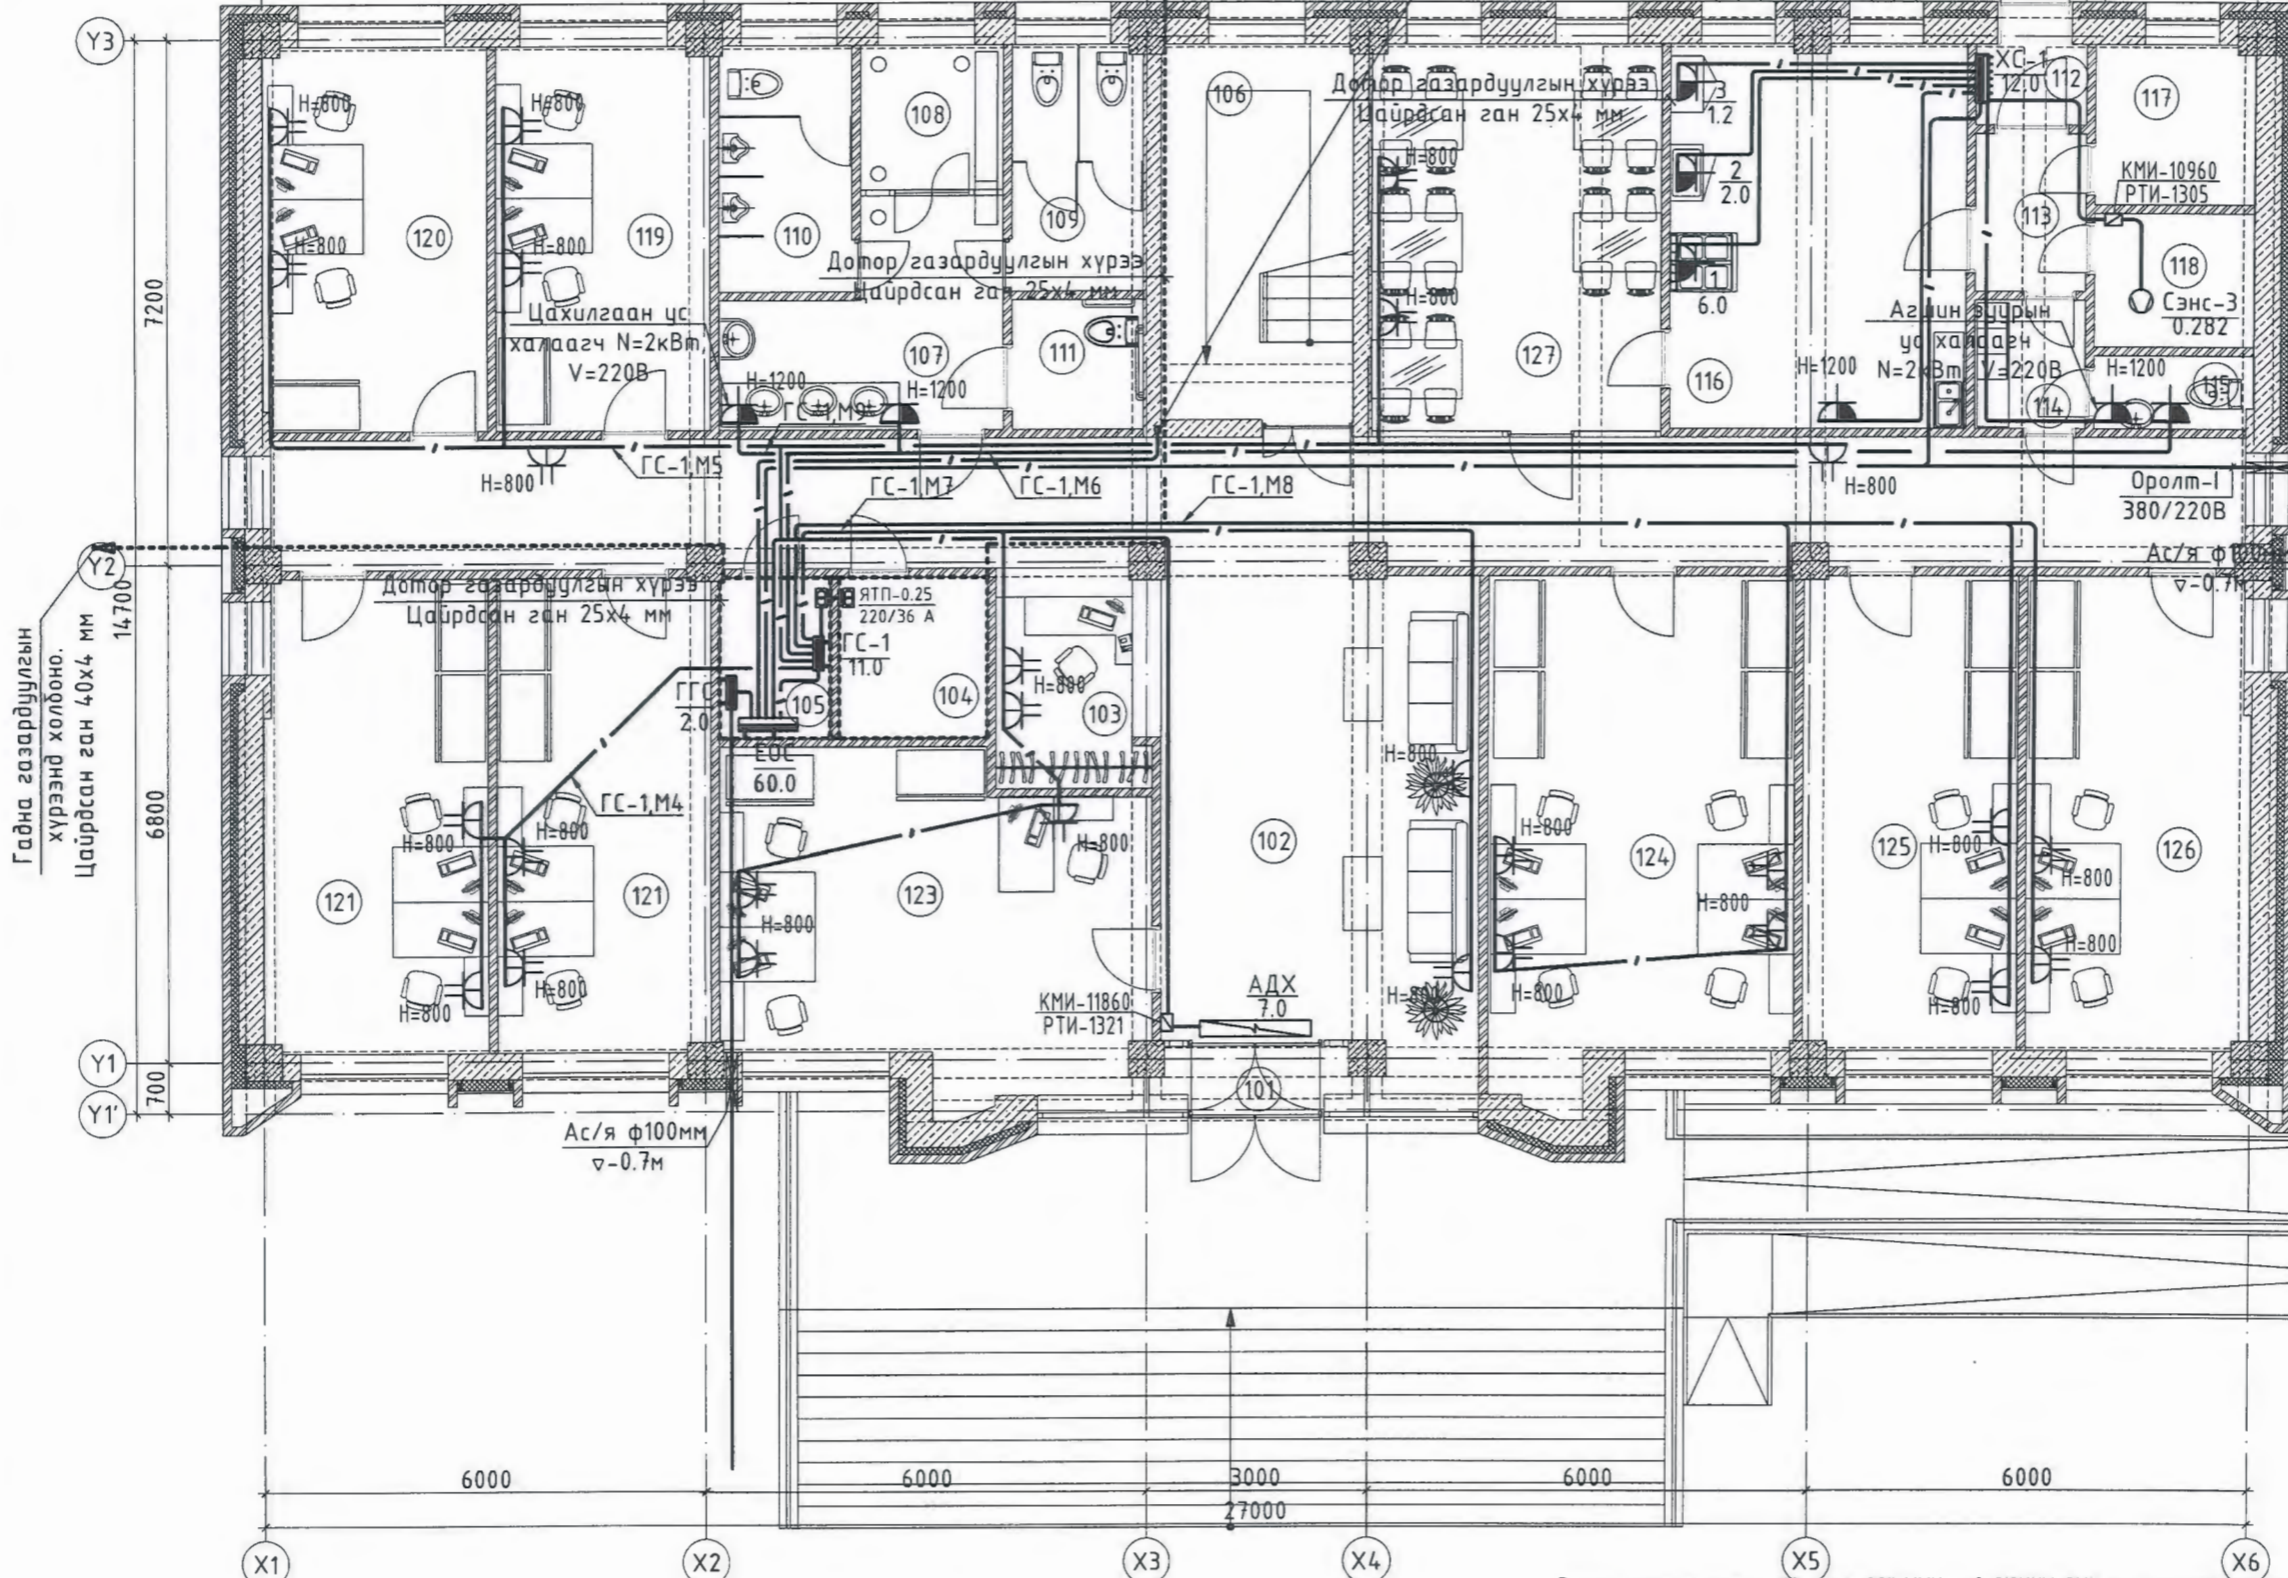 Y3
Y2
Y1
Y1'
7200
14700
6800
700
Гадна газардуулгын
хүрээнд холбоно.
Цайрдсан ган 40x4 мм
H=800
H=800
H=800
H=800
120
119
110
108
109
106
Дотор газардуулгын хүрээ
Цайрдсан ган 25x4 мм
3
1.2
2
2.0
1
6.0
ХС-1
12.0
112
117
КМИ-10960
РТИ-1305
113
118
Сэнс-3
0.282
Дотор газардуулгын хүрээ
Цайрдсан ган 25x4 мм
H=800
H=800
127
116
Цахилгаан ус
халаагч N=2кВт,
V=220В
107
111
H=1200
H=1200
Агшин зуурын
ус халаагч
N=2кВт V=220В
H=1200
H=1200
114
115
ГС-1,М9
ГС-1,М5
H=800
ГС-1,М7
ГС-1,М6
ГС-1,М8
H=800
Оролт-1
380/220В
Ас/я ф100мм
▽-0.7м
Дотор газардуулгын хүрээ
Цайрдсан ган 25x4 мм
ЯТП-0.25
220/36 А
ГС-1
11.0
ГГС
2.0
105
104
103
H=800
ЕОС
60.0
ГС-1,М4
H=800
H=800
H=800
H=800
121
121
123
H=800
H=800
102
H=800
H=800
КМИ-11860
РТИ-1321
АДХ
7.0
101
124
H=800
H=800
H=800
125
H=800
H=800
126
H=800
H=800
Ас/я ф100мм
▽-0.7м
6000
6000
3000
6000
6000
27000
X1
X2
X3
X4
X5
X6